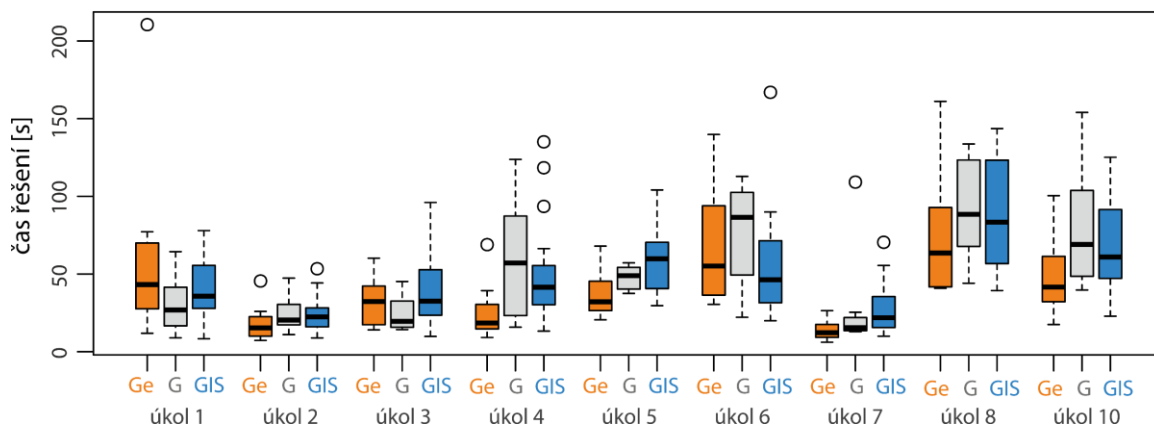 čas řešení [s]
200
150
100
50
0
Ge G GIS Ge G GIS Ge G GIS Ge G GIS Ge G GIS Ge G GIS Ge G GIS Ge G GIS Ge G GIS
úkol 1 úkol 2 úkol 3 úkol 4 úkol 5 úkol 6 úkol 7 úkol 8 úkol 10